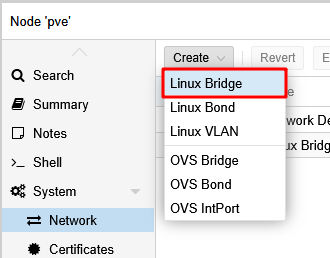 Node 'pve'
Search
Summary
Notes
Shell
System
Network
Certificates
Create
Revert
Linux Bridge
Linux Bond
Linux VLAN
OVS Bridge
OVS Bond
OVS IntPort